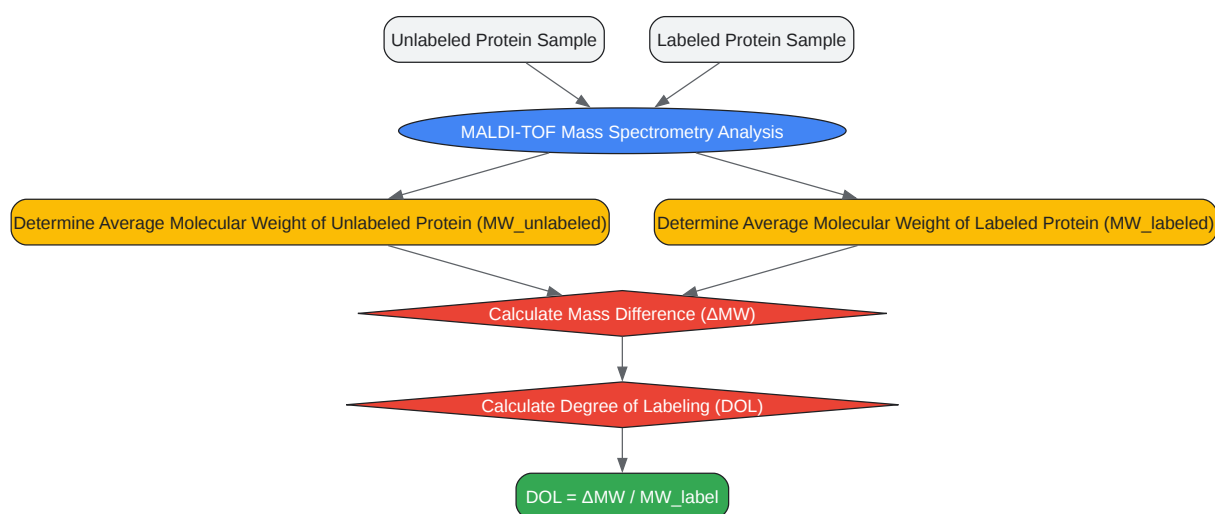 Unlabeled Protein Sample
Labeled Protein Sample
MALDI-TOF Mass Spectrometry Analysis
Determine Average Molecular Weight of Unlabeled Protein (MW_unlabeled)
Determine Average Molecular Weight of Labeled Protein (MW_labeled)
Calculate Mass Difference (ΔMW)
Calculate Degree of Labeling (DOL)
DOL = ΔMW / MW_label